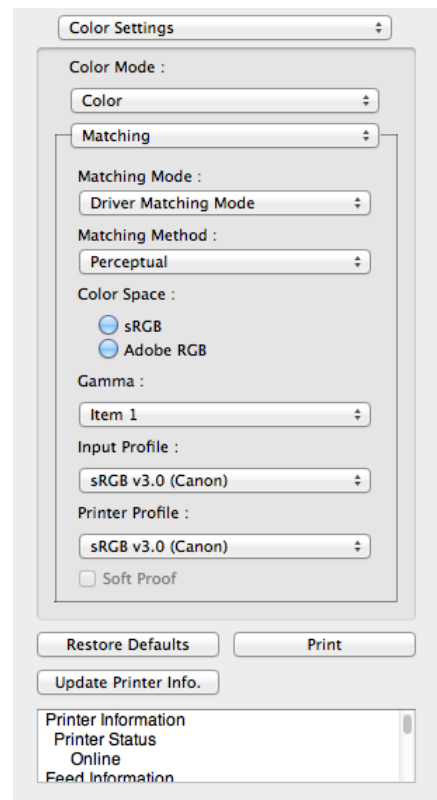 Color Settings
Color Mode :
Color
Matching
Matching Mode :
Driver Matching Mode
Matching Method :
Perceptual
Color Space :
sRGB
Adobe RGB
Gamma :
Item 1
Input Profile :
sRGB v3.0 (Canon)
Printer Profile :
sRGB v3.0 (Canon)
Soft Proof
Restore Defaults Print
Update Printer Info.
Printer Information
Printer Status
Online
Feed Information